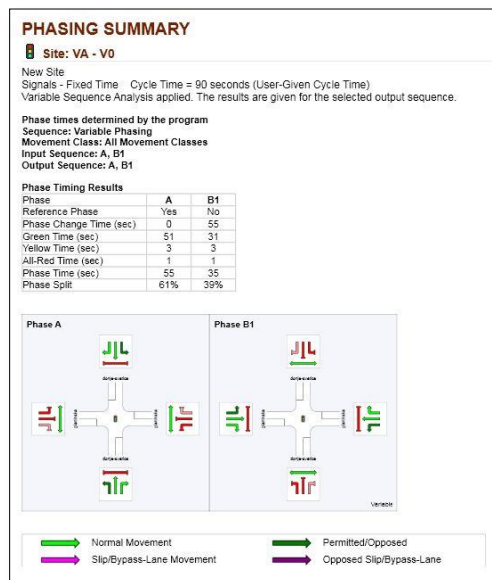 PHASING SUMMARY
Site: VA - V0
New Site
Signals - Fixed Time Cycle Time = 90 seconds (User-Given Cycle Time)
Variable Sequence Analysis applied. The results are given for the selected output sequence.
Phase times determined by the program
Sequence: Variable Phasing
Movement Class: All Movement Classes
Input Sequence: A, B1
Output Sequence: A, B1
Phase Timing Results
Phase A B1
Reference Phase Yes No
Phase Change Time (sec) 0 55
Green Time (sec) 51 31
Yellow Time (sec) 3 3
All-Red Time (sec) 1 1
Phase Time (sec) 55 35
Phase Split 61% 39%
Phase A Phase B1
Variable
Normal Movement Permitted/Opposed
Slip/Bypass-Lane Movement Opposed Slip/Bypass-Lane